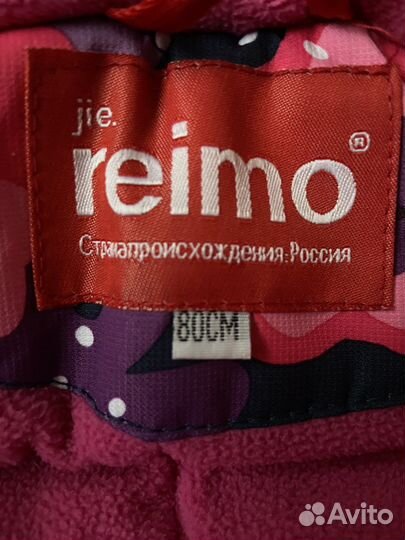 jie.
reimo®
Странапроисхождения:Россия
80CM
Avito